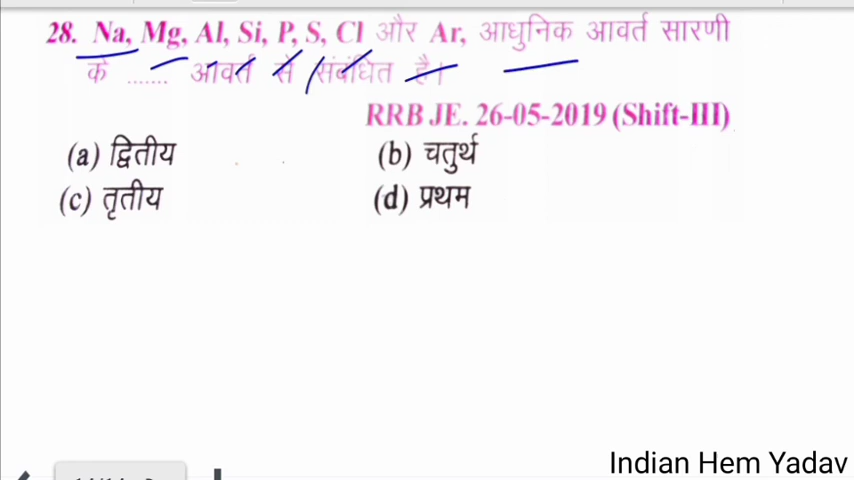 28. Na, Mg, Al, Si, P, S, Cl और Ar, आधुनिक आवर्त सारणी
के ....... आवर्त से संबंधित है।
RRB JE. 26-05-2019 (Shift-III)
(a) द्वितीय (b) चतुर्थ
(c) तृतीय (d) प्रथम
Indian Hem Yadav